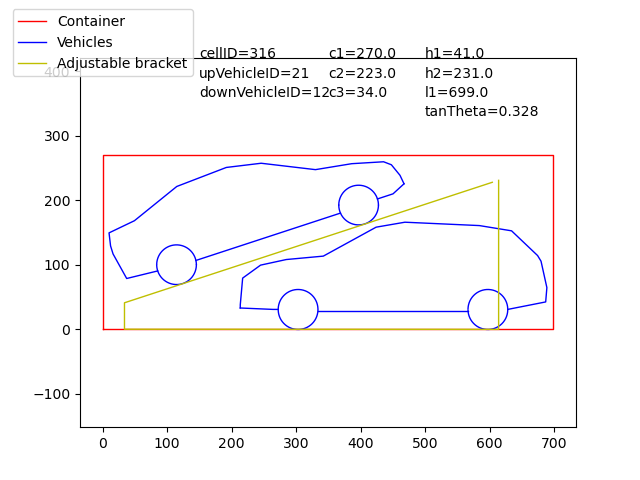 Container
Vehicles
Adjustable bracket
cellID=316 c1=270.0 h1=41.0
upVehicleID=21 c2=223.0 h2=231.0
downVehicleID=12 c3=34.0 l1=699.0
tanTheta=0.328
400
300
200
100
0
−100
0 100 200 300 400 500 600 700